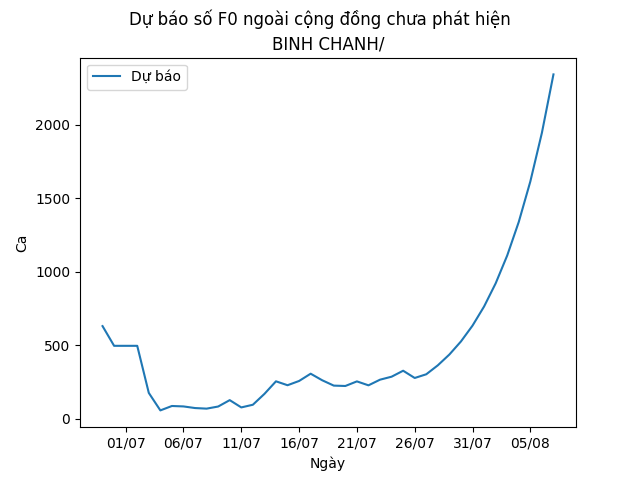 Dự báo số F0 ngoài cộng đồng chưa phát hiện
BINH CHANH/
Dự báo
Ca
2000
1500
1000
500
0
01/07 06/07 11/07 16/07 21/07 26/07 31/07 05/08
Ngày